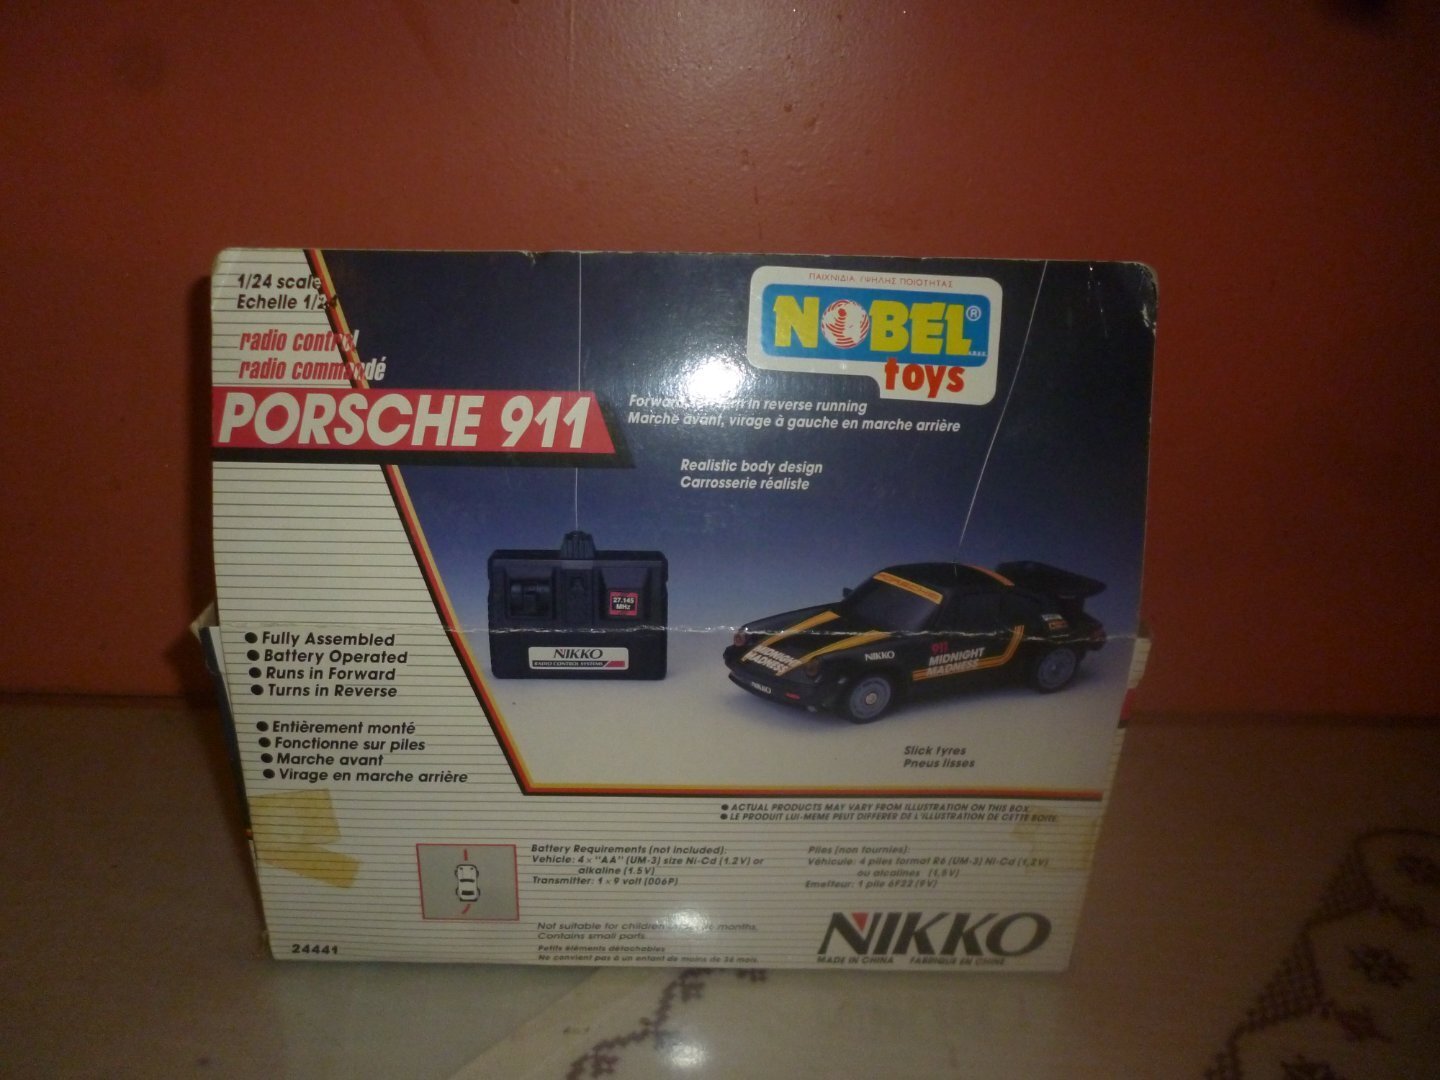 1/24 scale
Echelle 1/24
radio control
radio commandé
PORSCHE 911
ΠΑΙΧΝΙΔΙΑ ΥΨΗΛΗΣ ΠΟΙΟΤΗΤΑΣ
NOBEL®
toys
Forward, in reverse running
Marche avant, virage à gauche en marche arrière
Realistic body design
Carrosserie réaliste
27.145
MHz
NIKKO
RADIO CONTROL SYSTEMS
PORSCHE
MIDNIGHT
MADNESS
NIKKO
NIKKO
911
MIDNIGHT
MADNESS
Slick tyres
Pneus lisses
● Fully Assembled
● Battery Operated
● Runs in Forward
● Turns in Reverse
● Entièrement monté
● Fonctionne sur piles
● Marche avant
● Virage en marche arrière
● ACTUAL PRODUCTS MAY VARY FROM ILLUSTRATION ON THIS BOX.
● LE PRODUIT LUI-MEME PEUT DIFFERER DE L'ILLUSTRATION DE CETTE BOITE.
Battery Requirements (not included):
Vehicle: 4 × "AA" (UM-3) size Ni-Cd (1.2V) or
alkaline (1.5V)
Transmitter: 1 × 9 volt (006P)
Piles (non fournies):
Véhicule: 4 piles format R6 (UM-3) Ni-Cd (1,2V)
ou alcalines (1,5V)
Emetteur: 1 pile 6F22 (9V)
Not suitable for children months.
Contains small parts.
Petits éléments détachables
Ne convient pas à un enfant de moins de 36 mois.
24441
NIKKO
MADE IN CHINA FABRIQUE EN CHINE